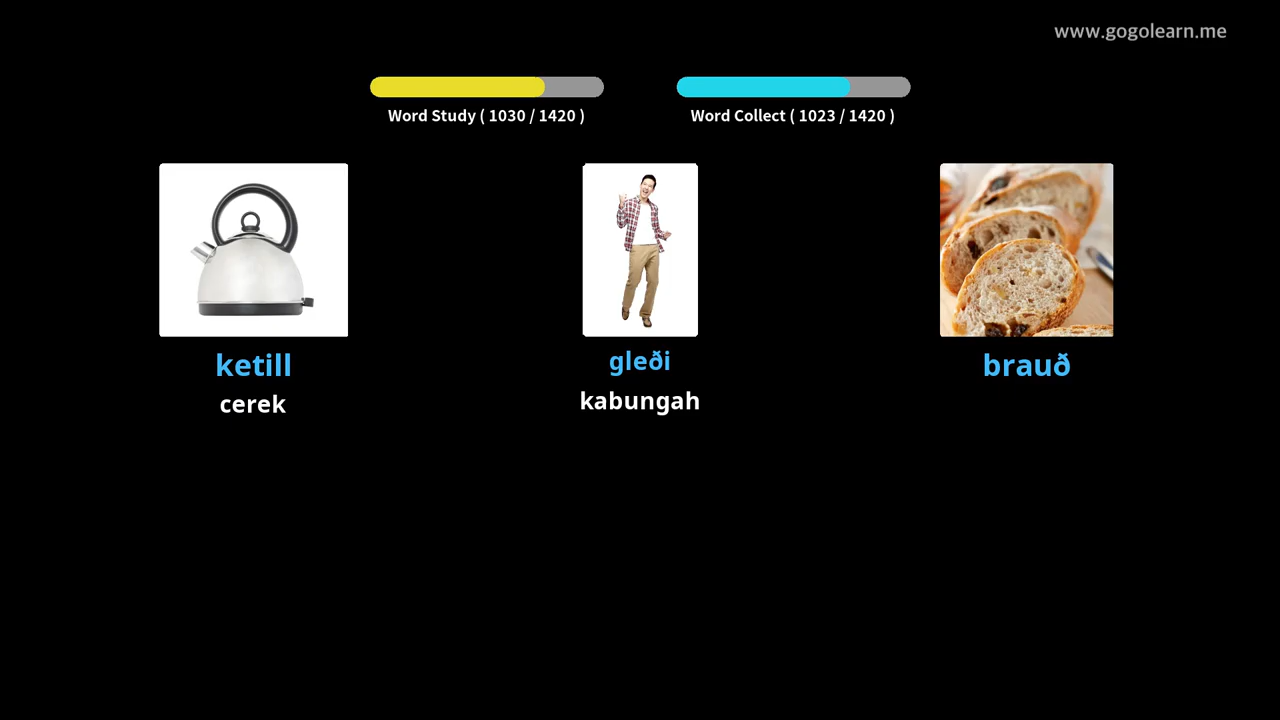 www.gogolearn.me
Word Study ( 1030 / 1420 )
Word Collect ( 1023 / 1420 )
ketill
cerek
gleði
kabungah
brauð